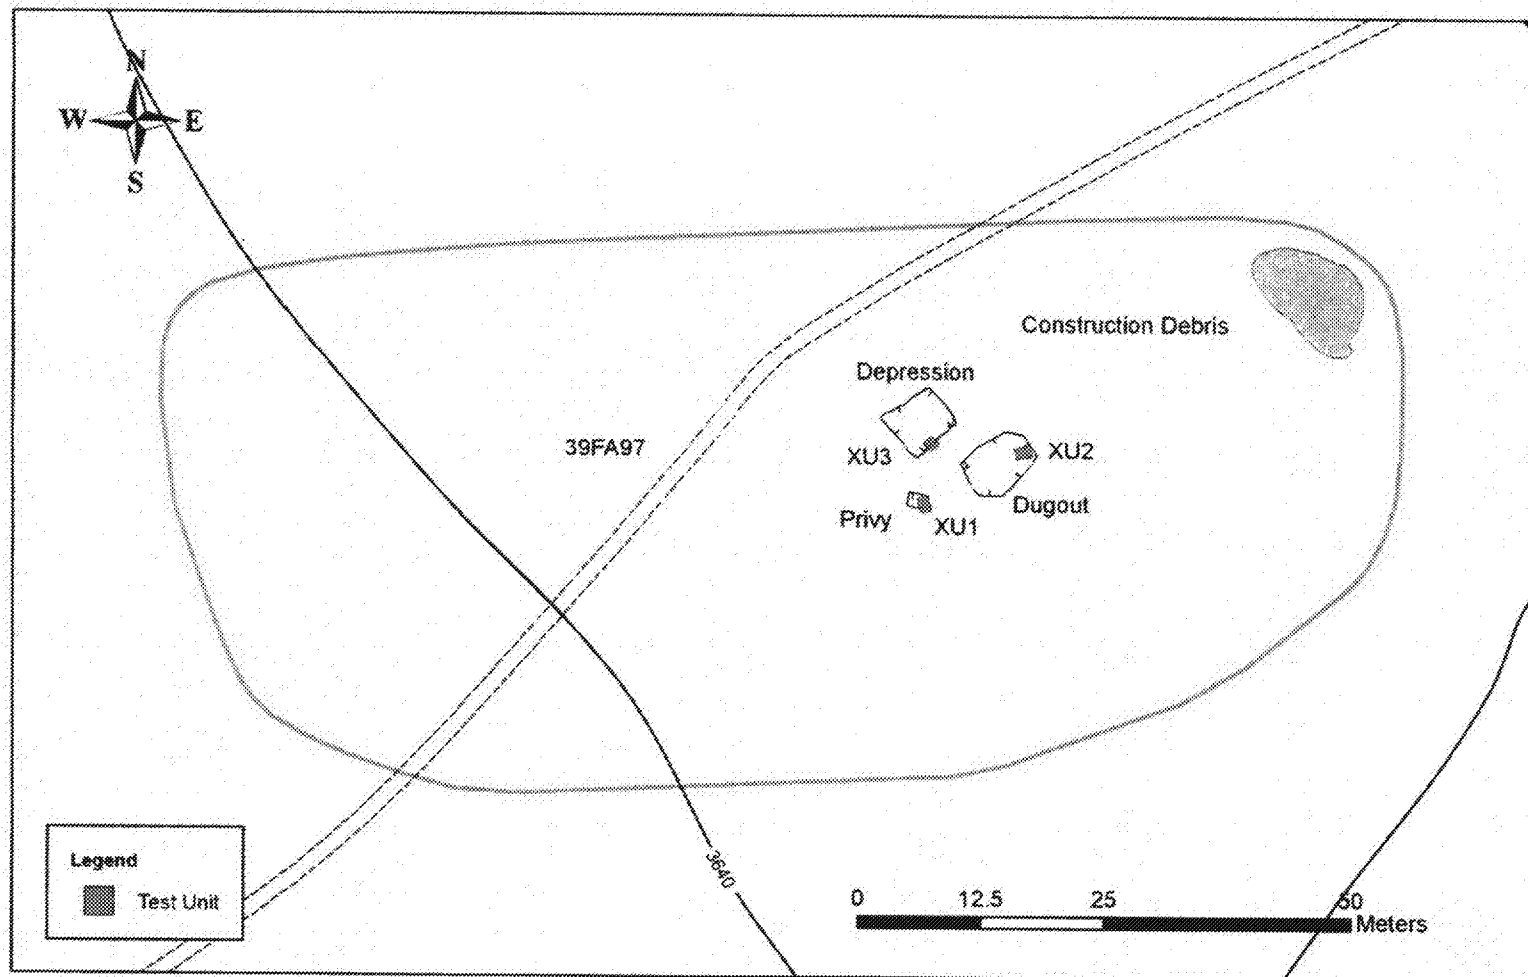 N
W E
S
Construction Debris
Depression
39FA97
XU3
XU2
Dugout
Privy
XU1
3640
Legend
Test Unit
0 12.5 25 50
Meters